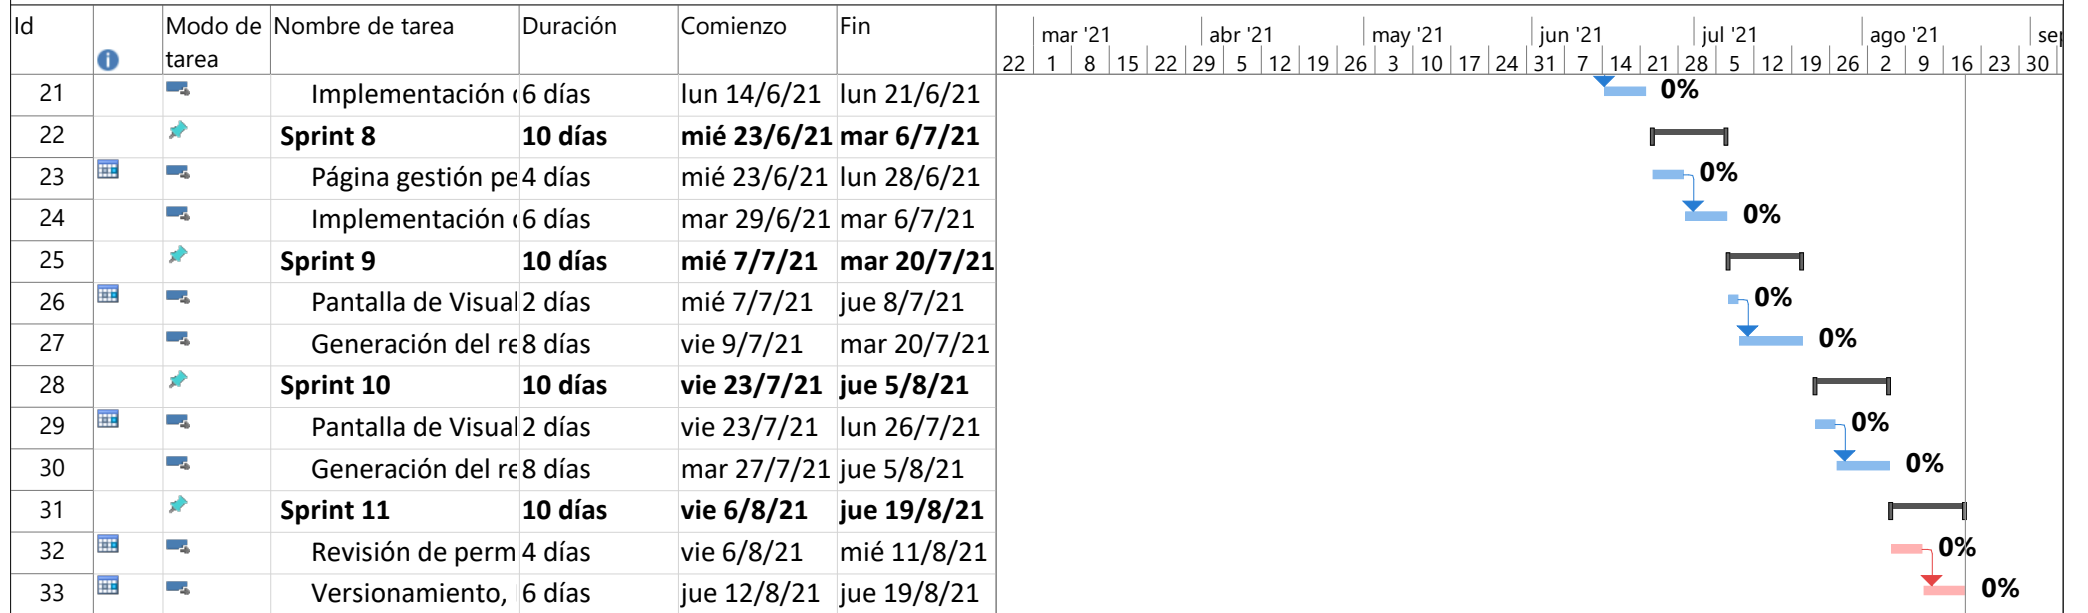 Id Modo de tarea Nombre de tarea Duración Comienzo Fin
mar '21 abr '21 may '21 jun '21 jul '21 ago '21 sep
22 1 8 15 22 29 5 12 19 26 3 10 17 24 31 7 14 21 28 5 12 19 26 2 9 16 23 30
21 Implementación 6 días lun 14/6/21 lun 21/6/21 0%
22 Sprint 8 10 días mié 23/6/21 mar 6/7/21
23 Página gestión pe 4 días mié 23/6/21 lun 28/6/21 0%
24 Implementación 6 días mar 29/6/21 mar 6/7/21 0%
25 Sprint 9 10 días mié 7/7/21 mar 20/7/21
26 Pantalla de Visual 2 días mié 7/7/21 jue 8/7/21 0%
27 Generación del re 8 días vie 9/7/21 mar 20/7/21 0%
28 Sprint 10 10 días vie 23/7/21 jue 5/8/21
29 Pantalla de Visual 2 días vie 23/7/21 lun 26/7/21 0%
30 Generación del re 8 días mar 27/7/21 jue 5/8/21 0%
31 Sprint 11 10 días vie 6/8/21 jue 19/8/21
32 Revisión de perm 4 días vie 6/8/21 mié 11/8/21 0%
33 Versionamiento, 6 días jue 12/8/21 jue 19/8/21 0%